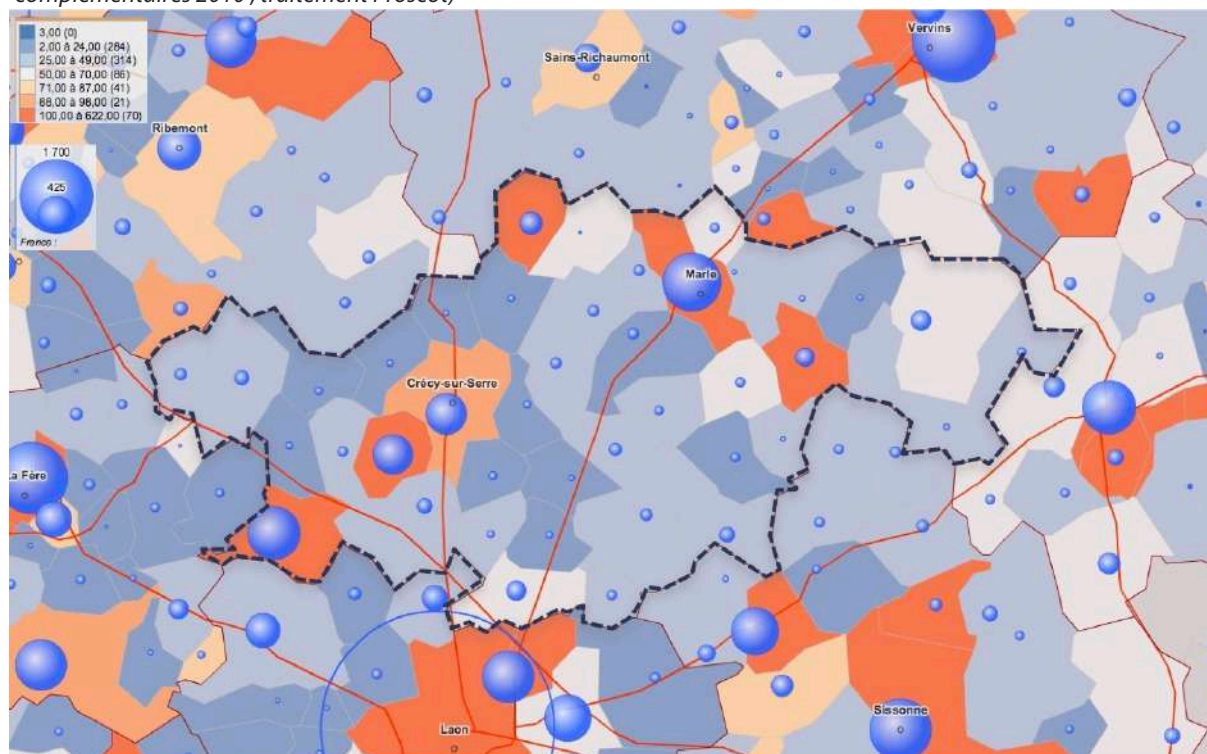 complémentaires 2010 / traitement Proscot)
3,00 (0)
2,00 à 24,00 (284)
25,00 à 49,00 (314)
50,00 à 70,00 (86)
71,00 à 87,00 (41)
88,00 à 98,00 (21)
100,00 à 622,00 (70)
1 700
425
France :
Vervins
Sains-Richaumont
Ribemont
Marle
Crécy-sur-Serre
La Fère
Laon
Sissonne